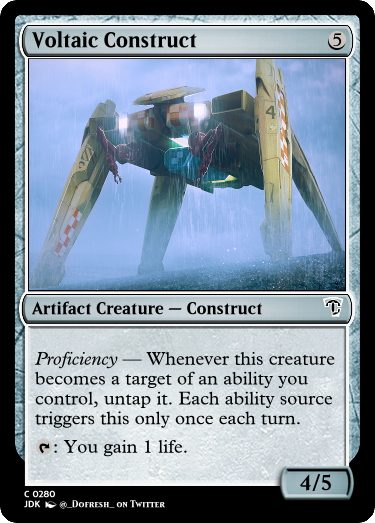 Voltaic Construct 5
4
Artifact Creature — Construct
Proficiency — Whenever this creature
becomes a target of an ability you
control, untap it. Each ability source
triggers this only once each turn.
: You gain 1 life.
4/5
C 0280
JDK @_Dofresh_ on Twitter